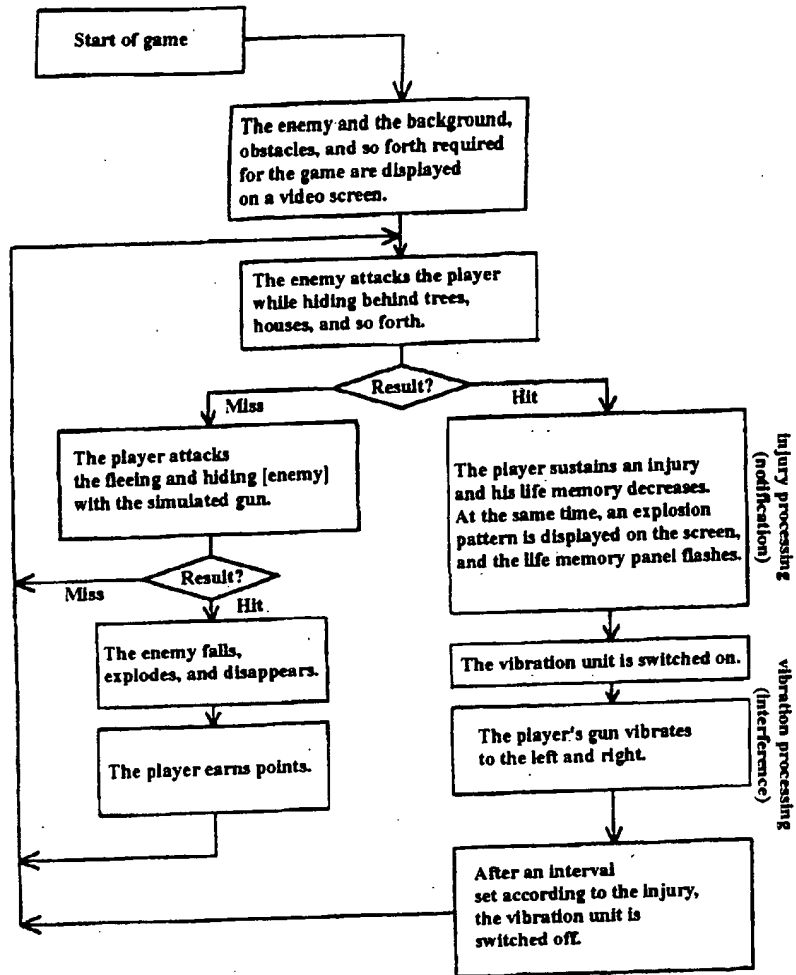 Start of game
The enemy and the background,
obstacles, and so forth required
for the game are displayed
on a video screen.
The enemy attacks the player
while hiding behind trees,
houses, and so forth.
Result?
Miss
Hit
The player attacks
the fleeing and hiding [enemy]
with the simulated gun.
The player sustains an injury
and his life memory decreases.
At the same time, an explosion
pattern is displayed on the screen,
and the life memory panel flashes.
injury processing
(notification)
Result?
Miss
Hit
The enemy falls,
explodes, and disappears.
The vibration unit is switched on.
The player earns points.
The player's gun vibrates
to the left and right.
vibration processing
(interference)
After an interval
set according to the injury,
the vibration unit is
switched off.